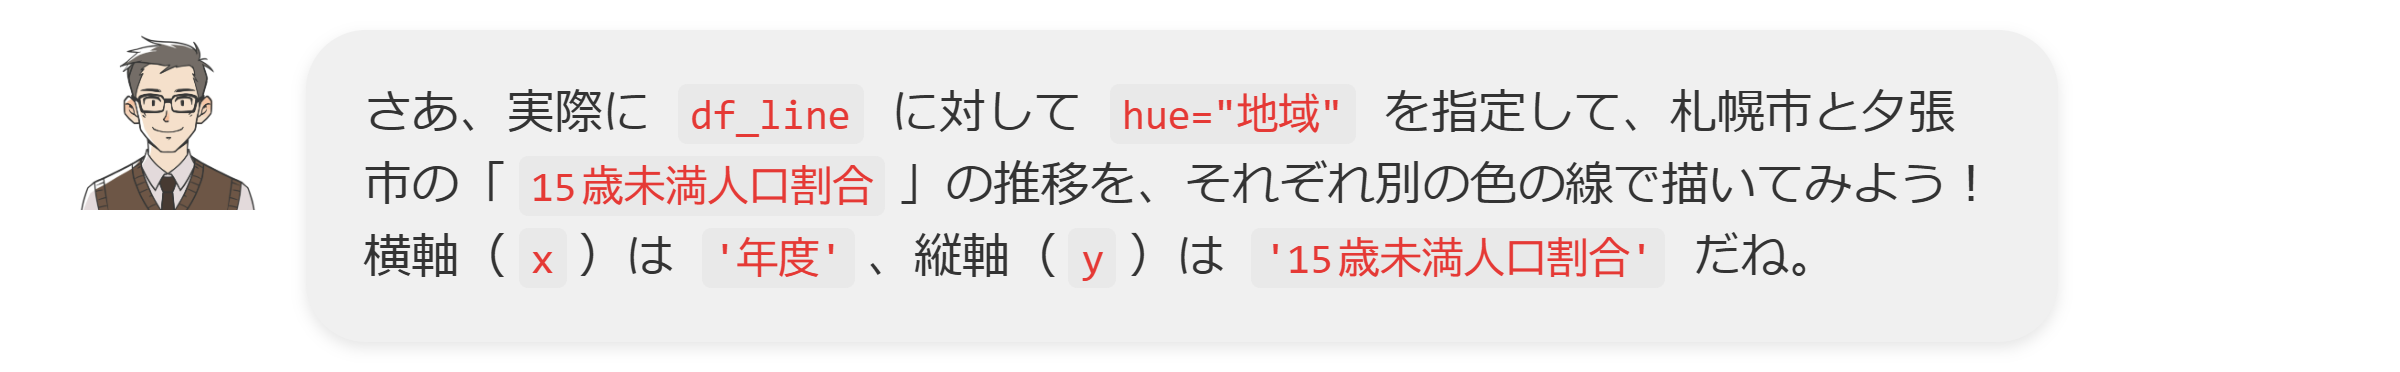 さあ、実際に df_line に対して hue="地域" を指定して、札幌市と夕張
市の「 15歳未満人口割合 」の推移を、それぞれ別の色の線で描いてみよう！
横軸（ x ）は '年度' 、縦軸（ y ）は '15歳未満人口割合' だね。